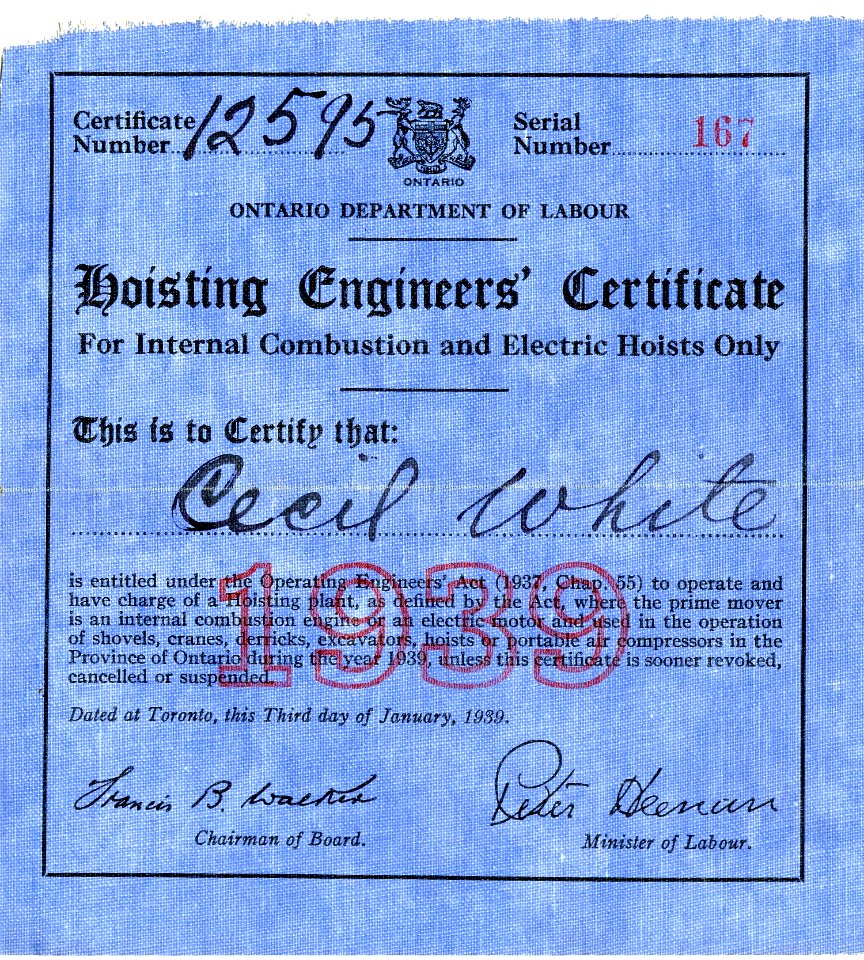 Certificate
Number 12595
ONTARIO
Serial
Number 167
ONTARIO DEPARTMENT OF LABOUR
Hoisting Engineers' Certificate
For Internal Combustion and Electric Hoists Only
This is to Certify that:
Cecil White
1939
is entitled under the Operating Engineers' Act (1937, Chap. 55) to operate and
have charge of a Hoisting plant, as defined by the Act, where the prime mover
is an internal combustion engine or an electric motor and used in the operation
of shovels, cranes, derricks, excavators, hoists or portable air compressors in the
Province of Ontario during the year 1939, unless this certificate is sooner revoked,
cancelled or suspended.
Dated at Toronto, this Third day of January, 1939.
Francis B. Walker
Chairman of Board.
Peter Heenan
Minister of Labour.